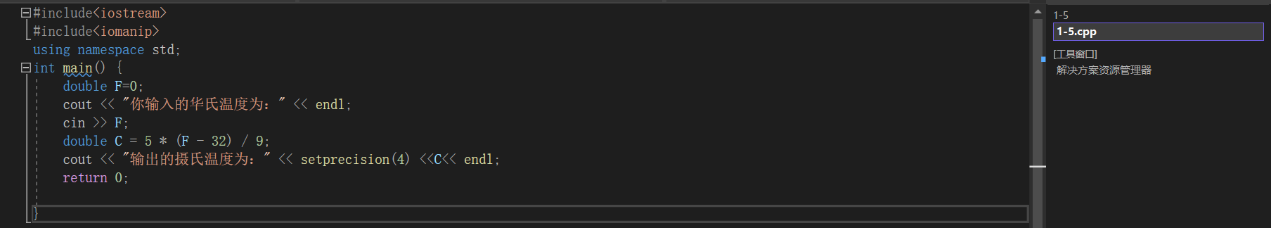 #include<iostream>
#include<iomanip>
using namespace std;
int main() {
double F=0;
cout << "你输入的华氏温度为：" << endl;
cin >> F;
double C = 5 * (F - 32) / 9;
cout << "输出的摄氏温度为：" << setprecision(4) <<C<< endl;
return 0;
}
1-5
1-5.cpp
[工具窗口]
解决方案资源管理器